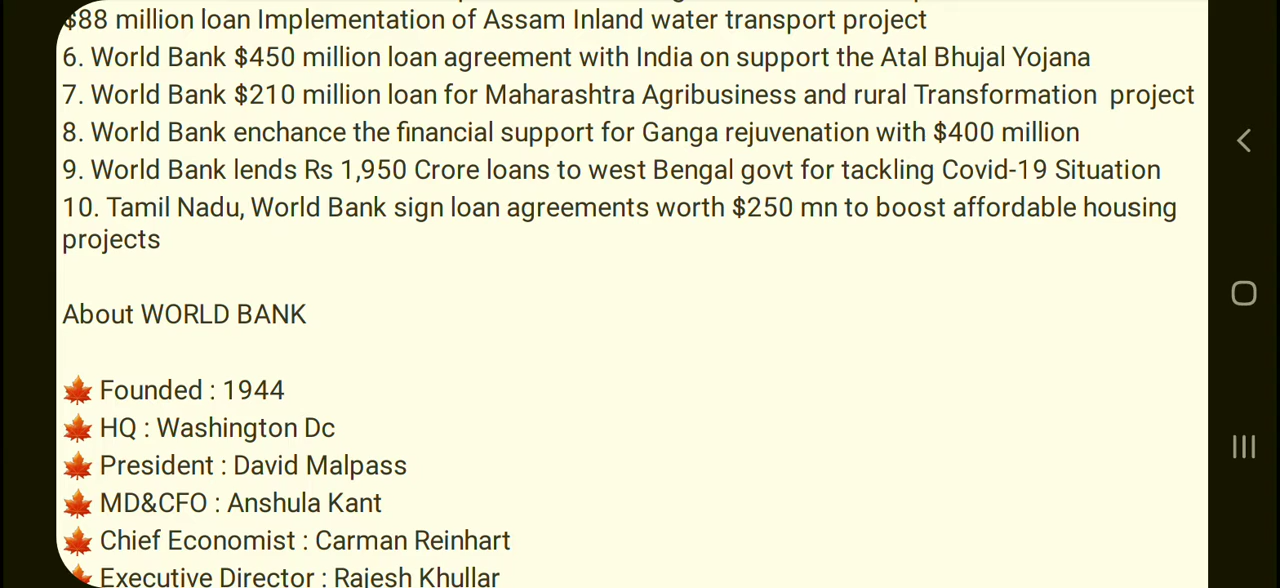 $88 million loan Implementation of Assam Inland water transport project
6. World Bank $450 million loan agreement with India on support the Atal Bhujal Yojana
7. World Bank $210 million loan for Maharashtra Agribusiness and rural Transformation  project
8. World Bank enchance the financial support for Ganga rejuvenation with $400 million
9. World Bank lends Rs 1,950 Crore loans to west Bengal govt for tackling Covid-19 Situation
10. Tamil Nadu, World Bank sign loan agreements worth $250 mn to boost affordable housing
projects
About WORLD BANK
🍁 Founded : 1944
🍁 HQ : Washington Dc
🍁 President : David Malpass
🍁 MD&CFO : Anshula Kant
🍁 Chief Economist : Carman Reinhart
🍁 Executive Director : Rajesh Khullar